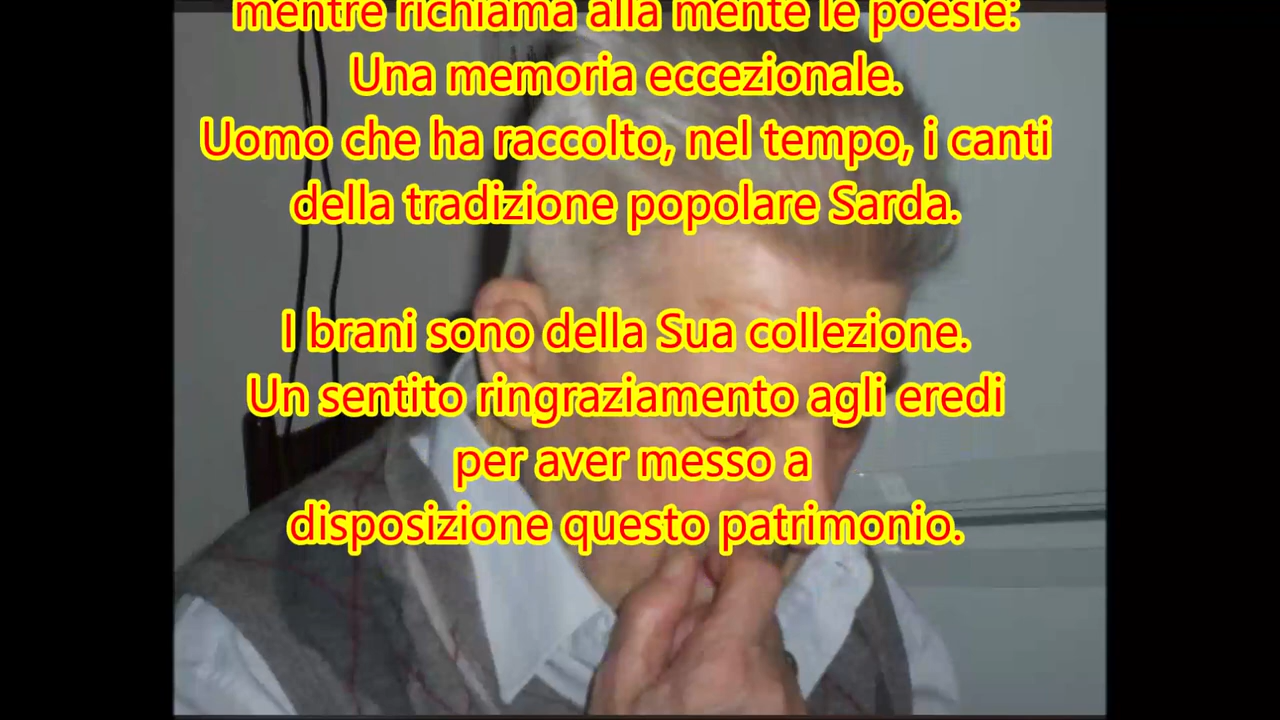 mentre richiama alla mente le poesie:
Una memoria eccezionale.
Uomo che ha raccolto, nel tempo, i canti
della tradizione popolare Sarda.
I brani sono della Sua collezione.
Un sentito ringraziamento agli eredi
per aver messo a
disposizione questo patrimonio.